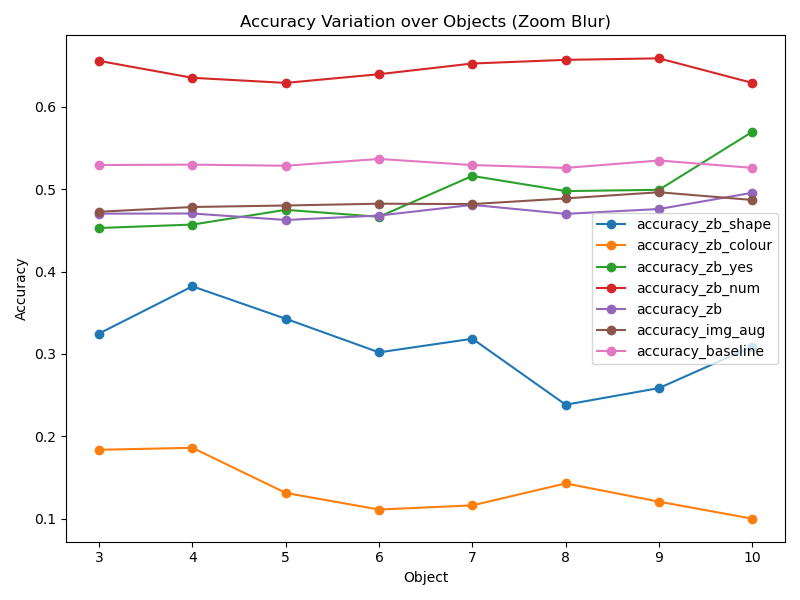 Accuracy Variation over Objects (Zoom Blur)
0.6
0.5
0.4
0.3
0.2
0.1
Accuracy
accuracy_zb_shape
accuracy_zb_colour
accuracy_zb_yes
accuracy_zb_num
accuracy_zb
accuracy_img_aug
accuracy_baseline
3 4 5 6 7 8 9 10
Object